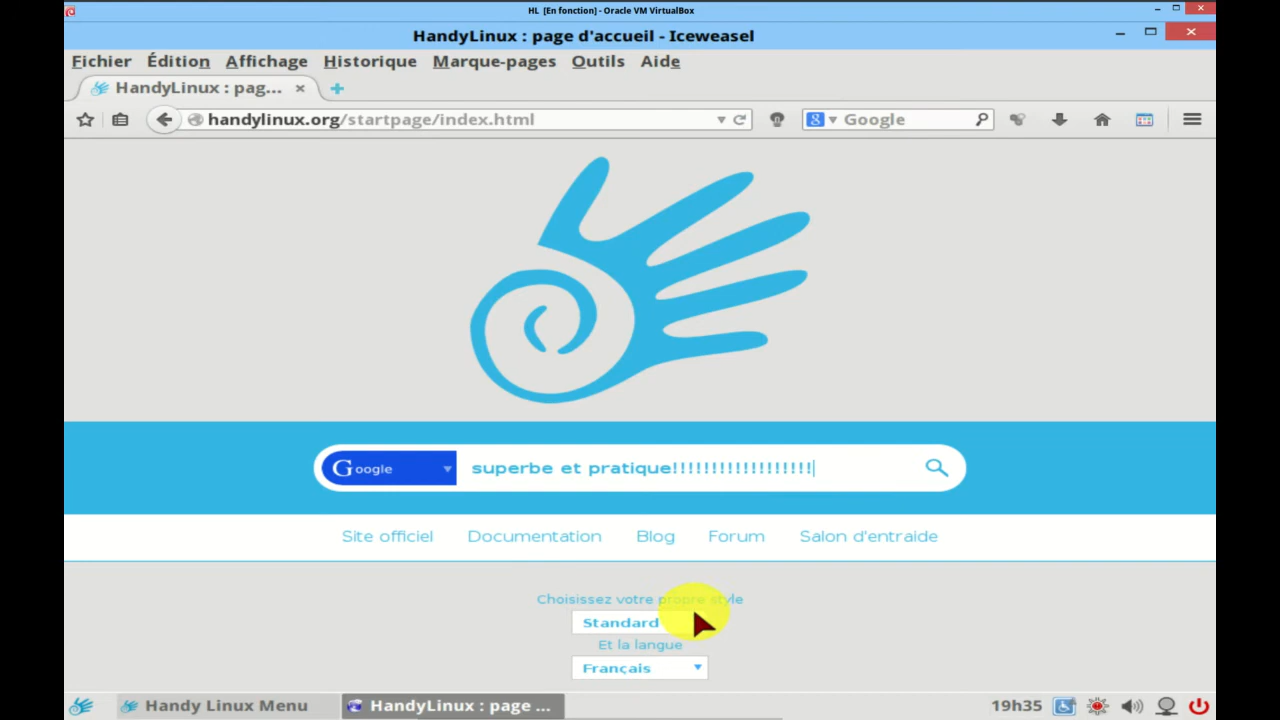 HL [En fonction] - Oracle VM VirtualBox
HandyLinux : page d'accueil - Iceweasel
Fichier Édition Affichage Historique Marque-pages Outils Aide
HandyLinux : pag...
handylinux.org/startpage/index.html
Google
Google
superbe et pratique!!!!!!!!!!!!!!!!!!
Site officiel Documentation Blog Forum Salon d'entraide
Choisissez votre propre style
Standard
Et la langue
Français
Handy Linux Menu
HandyLinux : page ...
19h35